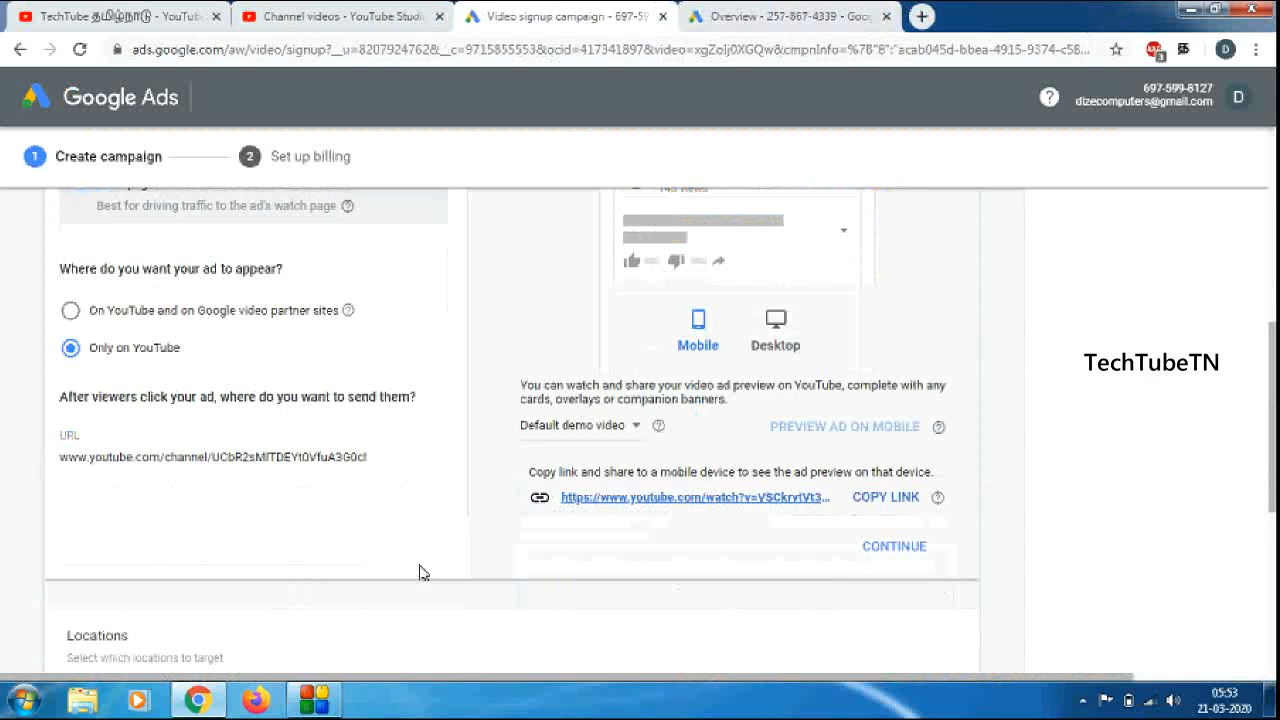 TechTube தமிழ்நாடு - YouTub
Channel videos - YouTube Studi
Video signup campaign - 697-59
Overview - 257-867-4339 - Goog
ads.google.com/aw/video/signup?__u=8207924762&__c=9715855553&ocid=417341897&video=xgZolj0XGQw&cmpnInfo=%7B"8":"acab045d-bbea-4915-9374-c58...
Google Ads
697-599-8127
dizecomputers@gmail.com
D
1 Create campaign
2 Set up billing
Best for driving traffic to the ad's watch page
Where do you want your ad to appear?
On YouTube and on Google video partner sites
Only on YouTube
After viewers click your ad, where do you want to send them?
URL
www.youtube.com/channel/UCbR2sMITDEYt0VfuA3G0cl
Mobile
Desktop
You can watch and share your video ad preview on YouTube, complete with any
cards, overlays or companion banners.
Default demo video
PREVIEW AD ON MOBILE
Copy link and share to a mobile device to see the ad preview on that device.
https://www.youtube.com/watch?v=VSCkrvtVt3...
COPY LINK
CONTINUE
TechTubeTN
Locations
Select which locations to target
05:53
21-03-2020